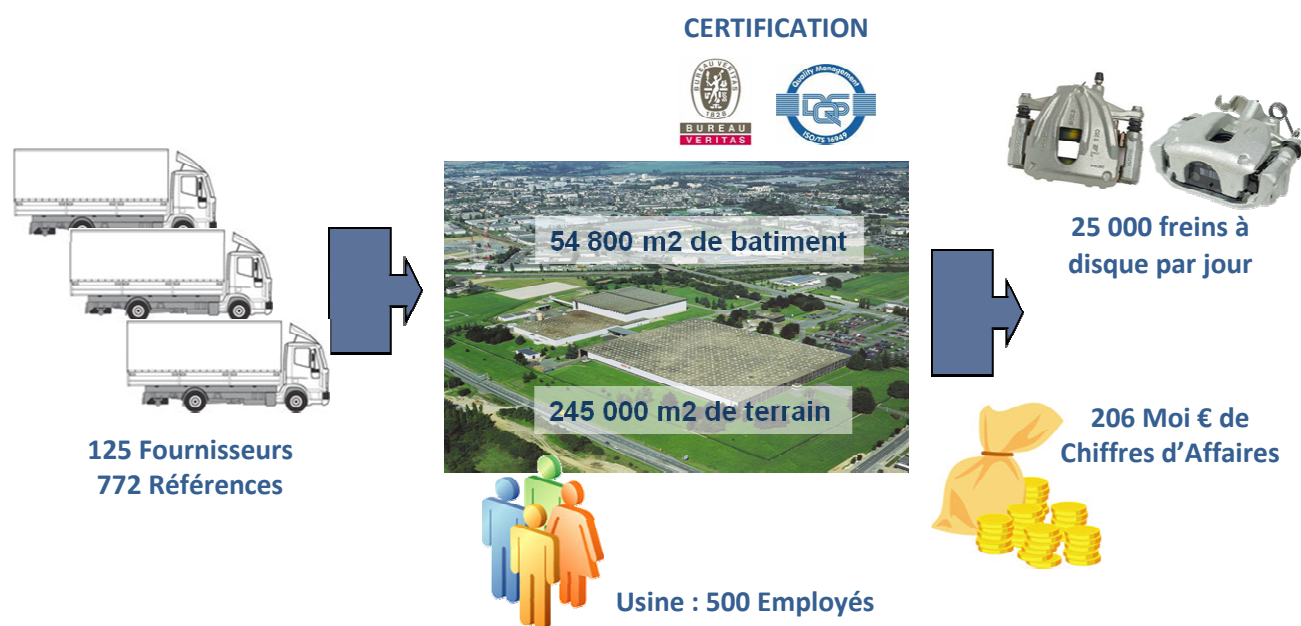 CERTIFICATION
BUREAU VERITAS
1828
BUREAU
VERITAS
Quality Management
DQS
ISO/TS 16949
54 800 m2 de batiment
245 000 m2 de terrain
125 Fournisseurs
772 Références
25 000 freins à
disque par jour
206 Moi € de
Chiffres d’Affaires
Usine : 500 Employés